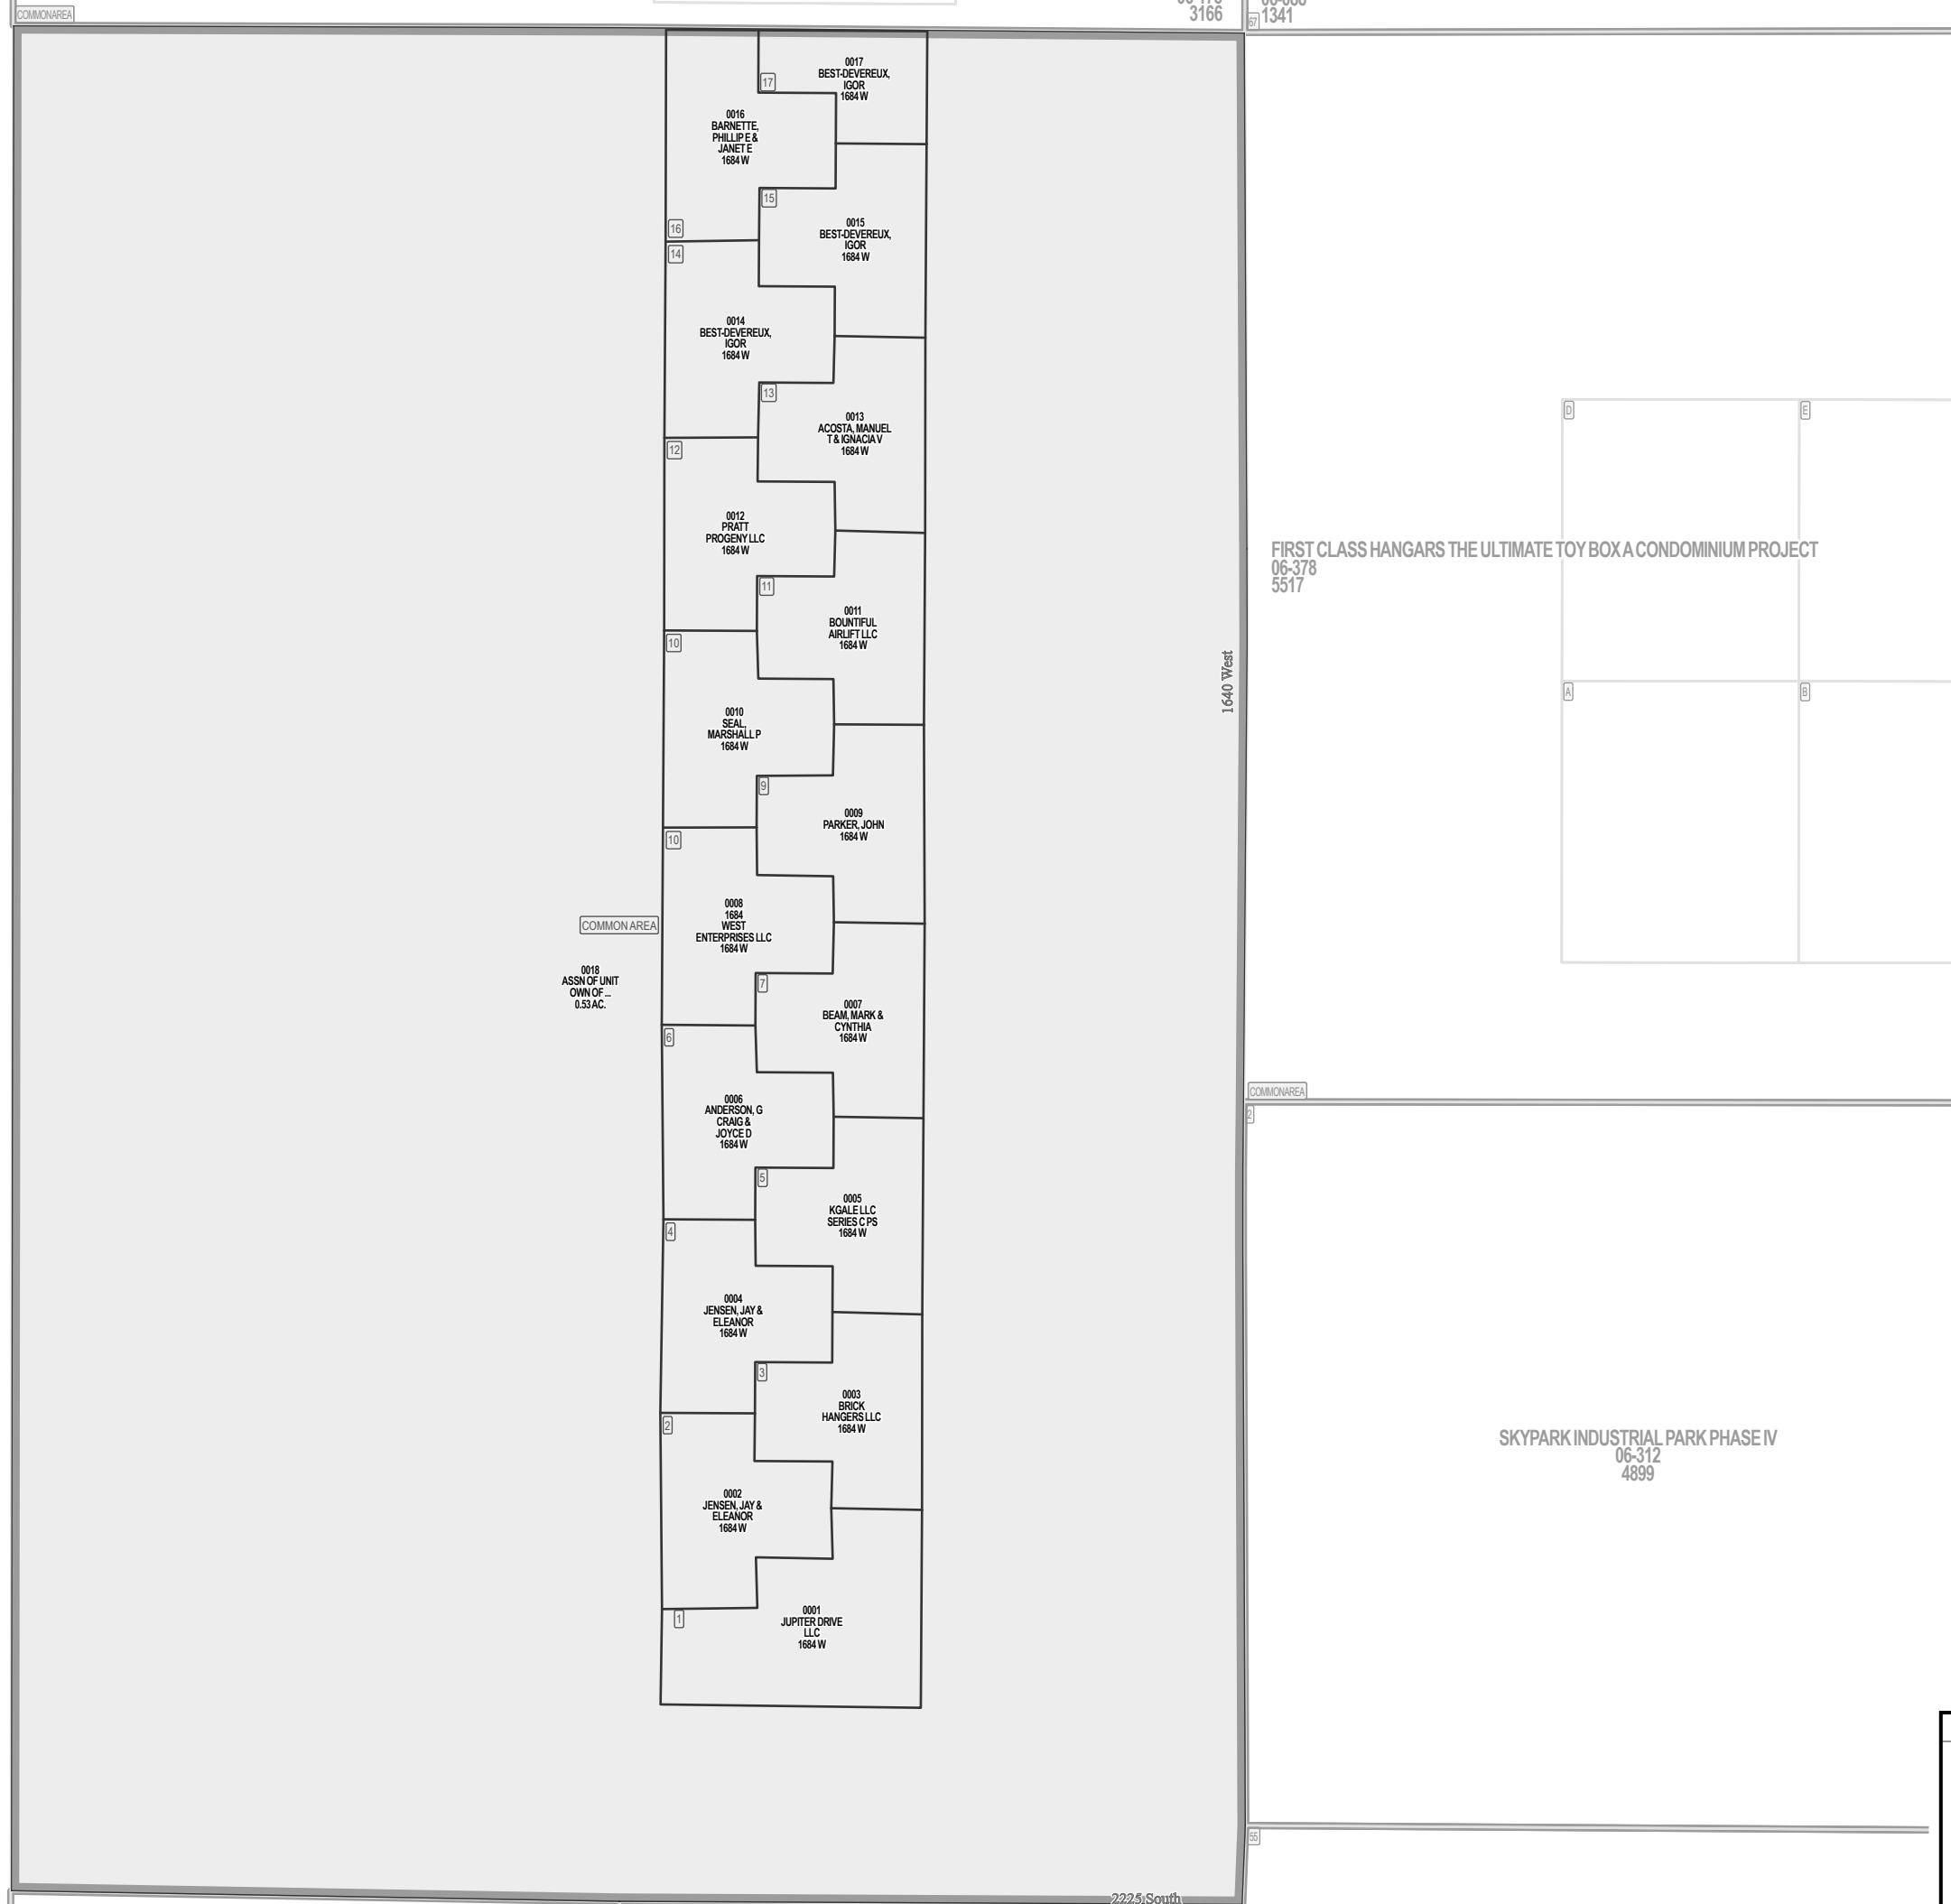 COMMONAREA
3166
67
1341
17
0017
BEST-DEVEREUX,
IGOR
1684 W
0016
BARNETTE,
PHILLIP E &
JANET E
1684 W
16
15
0015
BEST-DEVEREUX,
IGOR
1684 W
14
0014
BEST-DEVEREUX,
IGOR
1684 W
13
0013
ACOSTA, MANUEL
T & IGNACIA V
1684 W
12
0012
PRATT
PROGENY LLC
1684 W
11
0011
BOUNTIFUL
AIRLIFT LLC
1684 W
10
0010
SEAL,
MARSHALL P
1684 W
9
0009
PARKER, JOHN
1684 W
10
0008
1684
WEST
ENTERPRISES LLC
1684 W
COMMON AREA
0018
ASSN OF UNIT
OWN OF ...
0.53 AC.
7
0007
BEAM, MARK &
CYNTHIA
1684 W
6
0006
ANDERSON, G
CRAIG &
JOYCE D
1684 W
5
0005
KGALE LLC
SERIES C PS
1684 W
4
0004
JENSEN, JAY &
ELEANOR
1684 W
3
0003
BRICK
HANGERS LLC
1684 W
2
0002
JENSEN, JAY &
ELEANOR
1684 W
1
0001
JUPITER DRIVE
LLC
1684 W
1640 West
2225 South
D
E
FIRST CLASS HANGARS THE ULTIMATE TOY BOX A CONDOMINIUM PROJECT
06-378
5517
A
B
COMMONAREA
2
SKYPARK INDUSTRIAL PARK PHASE IV
06-312
4899
55